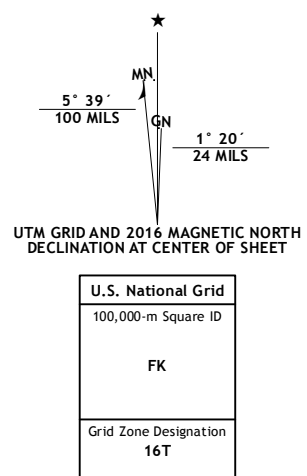 ★
MN
GN
5° 39´
100 MILS
1° 20´
24 MILS
UTM GRID AND 2016 MAGNETIC NORTH
DECLINATION AT CENTER OF SHEET
U.S. National Grid
100,000-m Square ID
FK
Grid Zone Designation
16T